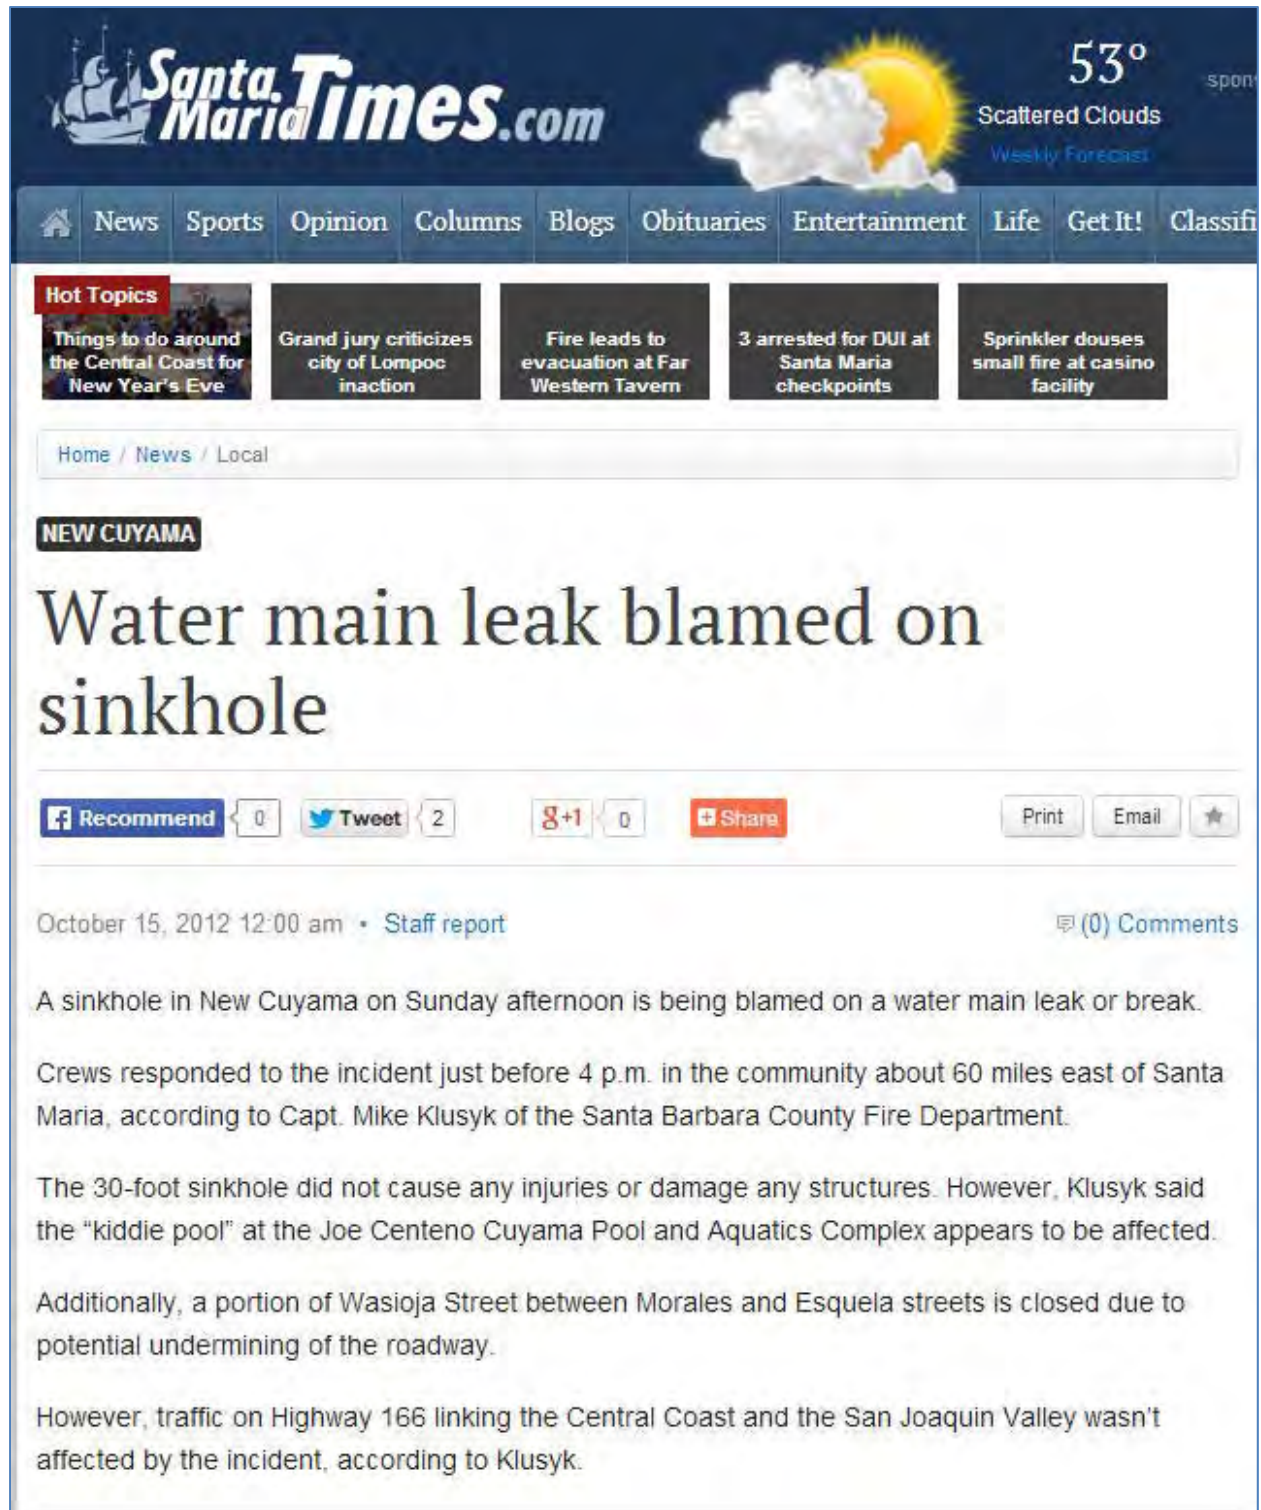 Santa Maria Times.com
53°
Scattered Clouds
Weekly Forecast
spon
News Sports Opinion Columns Blogs Obituaries Entertainment Life Get It! Classifi
Hot Topics
Things to do around
the Central Coast for
New Year's Eve
Grand jury criticizes
city of Lompoc
inaction
Fire leads to
evacuation at Far
Western Tavern
3 arrested for DUI at
Santa Maria
checkpoints
Sprinkler douses
small fire at casino
facility
Home / News / Local
NEW CUYAMA
Water main leak blamed on
sinkhole
Recommend 0 Tweet 2 g+1 0 Share Print Email
October 15, 2012 12:00 am • Staff report (0) Comments
A sinkhole in New Cuyama on Sunday afternoon is being blamed on a water main leak or break.
Crews responded to the incident just before 4 p.m. in the community about 60 miles east of Santa
Maria, according to Capt. Mike Klusyk of the Santa Barbara County Fire Department.
The 30-foot sinkhole did not cause any injuries or damage any structures. However, Klusyk said
the “kiddie pool” at the Joe Centeno Cuyama Pool and Aquatics Complex appears to be affected.
Additionally, a portion of Wasioja Street between Morales and Esquela streets is closed due to
potential undermining of the roadway.
However, traffic on Highway 166 linking the Central Coast and the San Joaquin Valley wasn't
affected by the incident, according to Klusyk.